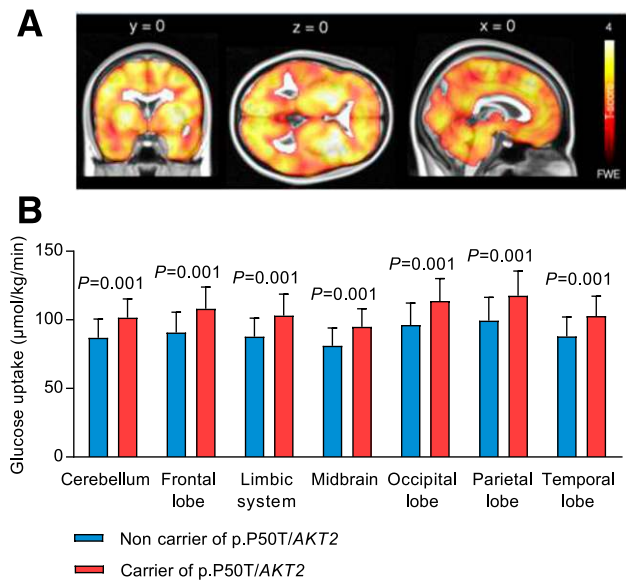 A
y = 0 z = 0 x = 0
4
T-score
FWE
B
Glucose uptake (μmol/kg/min)
150
100
50
0
P=0.001 P=0.001 P=0.001 P=0.001 P=0.001 P=0.001 P=0.001
Cerebellum Frontal Limbic Midbrain Occipital Parietal Temporal
lobe system lobe lobe lobe
Non carrier of p.P50T/AKT2
Carrier of p.P50T/AKT2